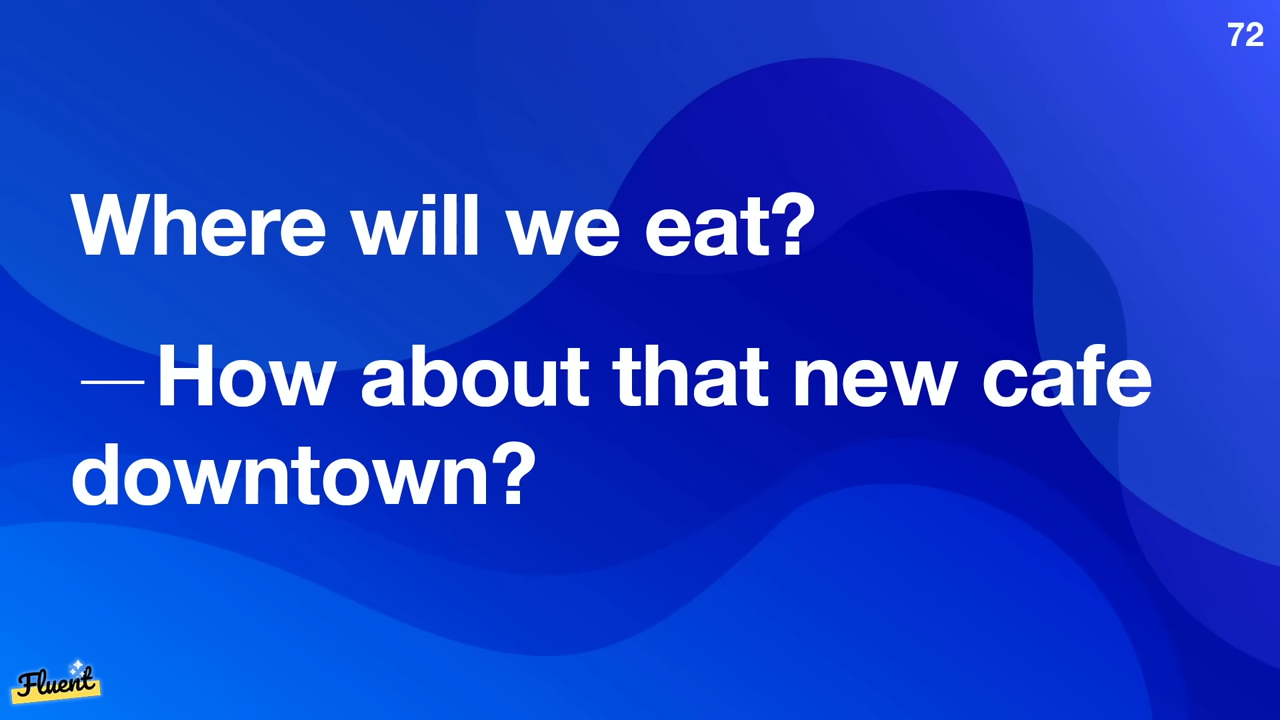 72
Where will we eat?
—How about that new cafe
downtown?
Fluent